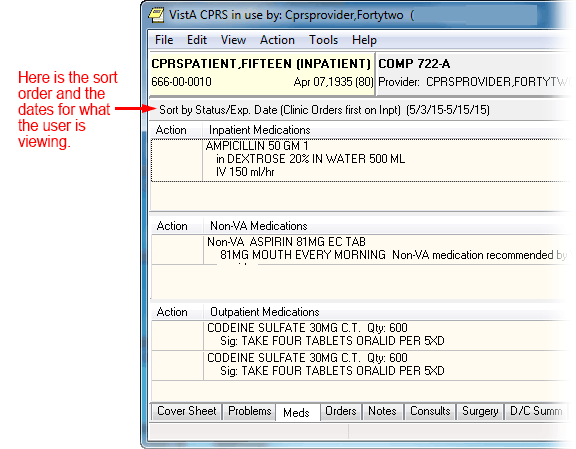 VistA CPRS in use by: Cprsprovider,Fortytwo (
File Edit View Action Tools Help
CPRSPATIENT,FIFTEEN (INPATIENT) COMP 722-A
666-00-0010 Apr 07,1935 (80) Provider: CPRSPROVIDER,FORTYTW
Here is the sort
order and the
dates for what
the user is
viewing.
Sort by Status/Exp. Date (Clinic Orders first on Inpt) (5/3/15-5/15/15)
Action Inpatient Medications
AMPICILLIN 50 GM 1
in DEXTROSE 20% IN WATER 500 ML
IV 150 ml/hr
Action Non-VA Medications
Non-VA ASPIRIN 81MG EC TAB
81MG MOUTH EVERY MORNING Non-VA medication recommended by
Action Outpatient Medications
CODEINE SULFATE 30MG C.T. Qty: 600
Sig: TAKE FOUR TABLETS ORALID PER 5XD
CODEINE SULFATE 30MG C.T. Qty: 600
Sig: TAKE FOUR TABLETS ORALID PER 5XD
Cover Sheet Problems Meds Orders Notes Consults Surgery D/C Summ